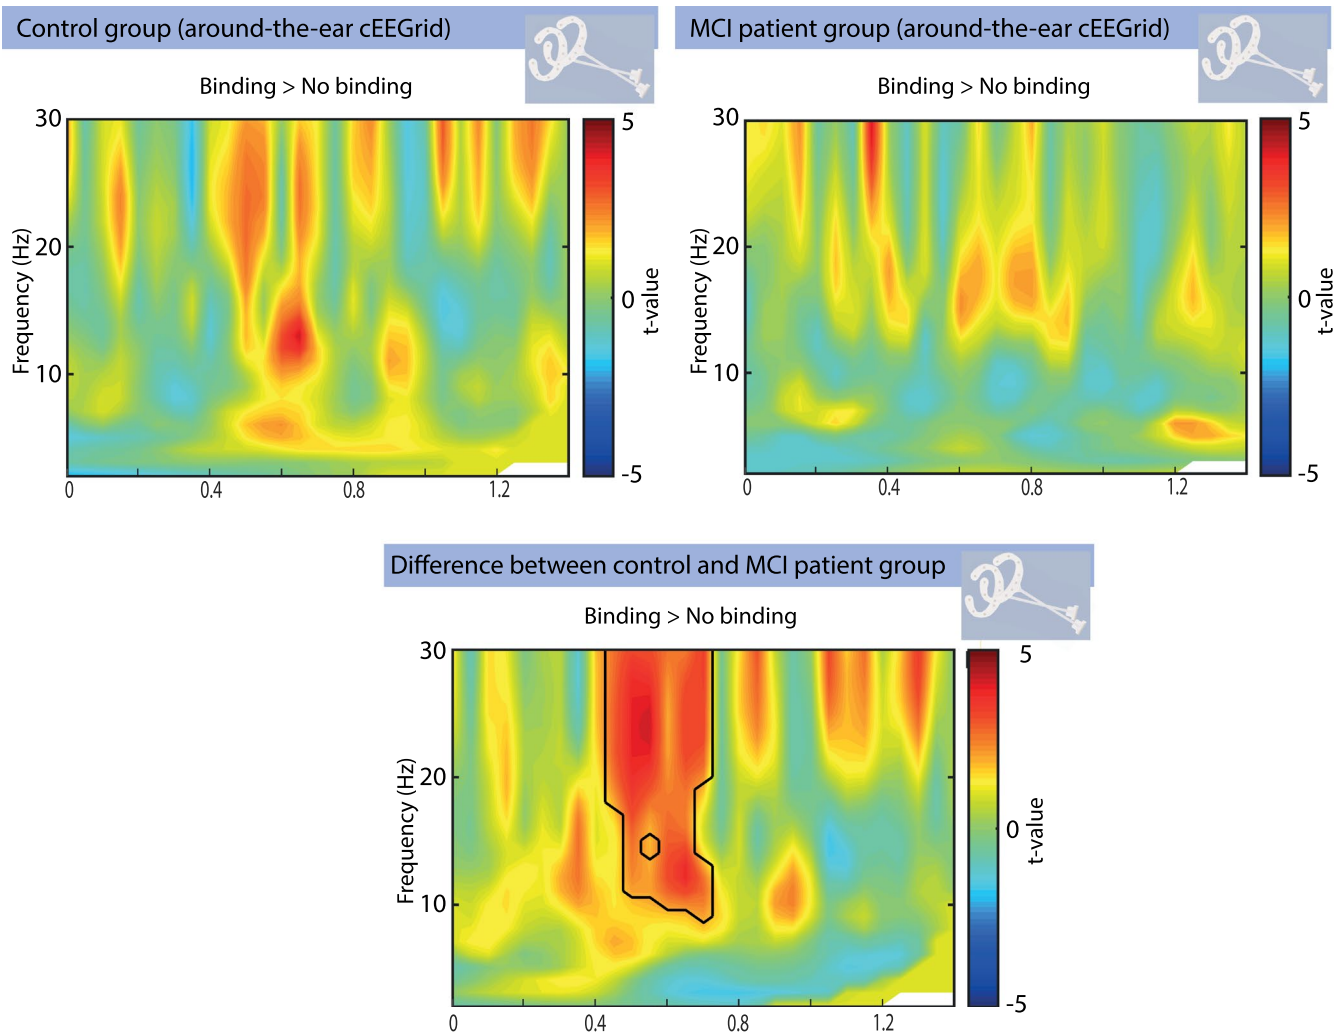 Control group (around-the-ear cEEGrid)
Binding > No binding
30
20
10
Frequency (Hz)
0
0.4
0.8
1.2
5
0
-5
t-value
MCI patient group (around-the-ear cEEGrid)
Binding > No binding
30
20
10
Frequency (Hz)
0
0.4
0.8
1.2
5
0
-5
t-value
Difference between control and MCI patient group
Binding > No binding
30
20
10
Frequency (Hz)
0
0.4
0.8
1.2
5
0
-5
t-value